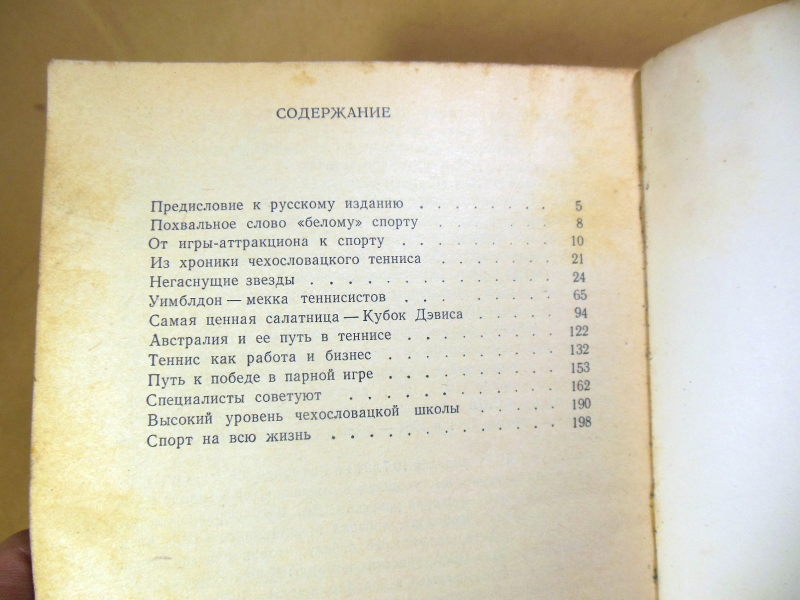 СОДЕРЖАНИЕ
Предисловие к русскому изданию . . . . . . . . 5
Похвальное слово «белому» спорту . . . . . . . 8
От игры-аттракциона к спорту . . . . . . . . 10
Из хроники чехословацкого тенниса . . . . . . 21
Негаснущие звезды . . . . . . . . . . . . 24
Уимблдон — мекка теннисистов . . . . . . . 65
Самая ценная салатница — Кубок Дэвиса . . . . . 94
Австралия и ее путь в теннисе . . . . . . . . 122
Теннис как работа и бизнес . . . . . . . . . 132
Путь к победе в парной игре . . . . . . . . . 153
Специалисты советуют . . . . . . . . . . 162
Высокий уровень чехословацкой школы . . . . . 190
Спорт на всю жизнь . . . . . . . . . . . 198